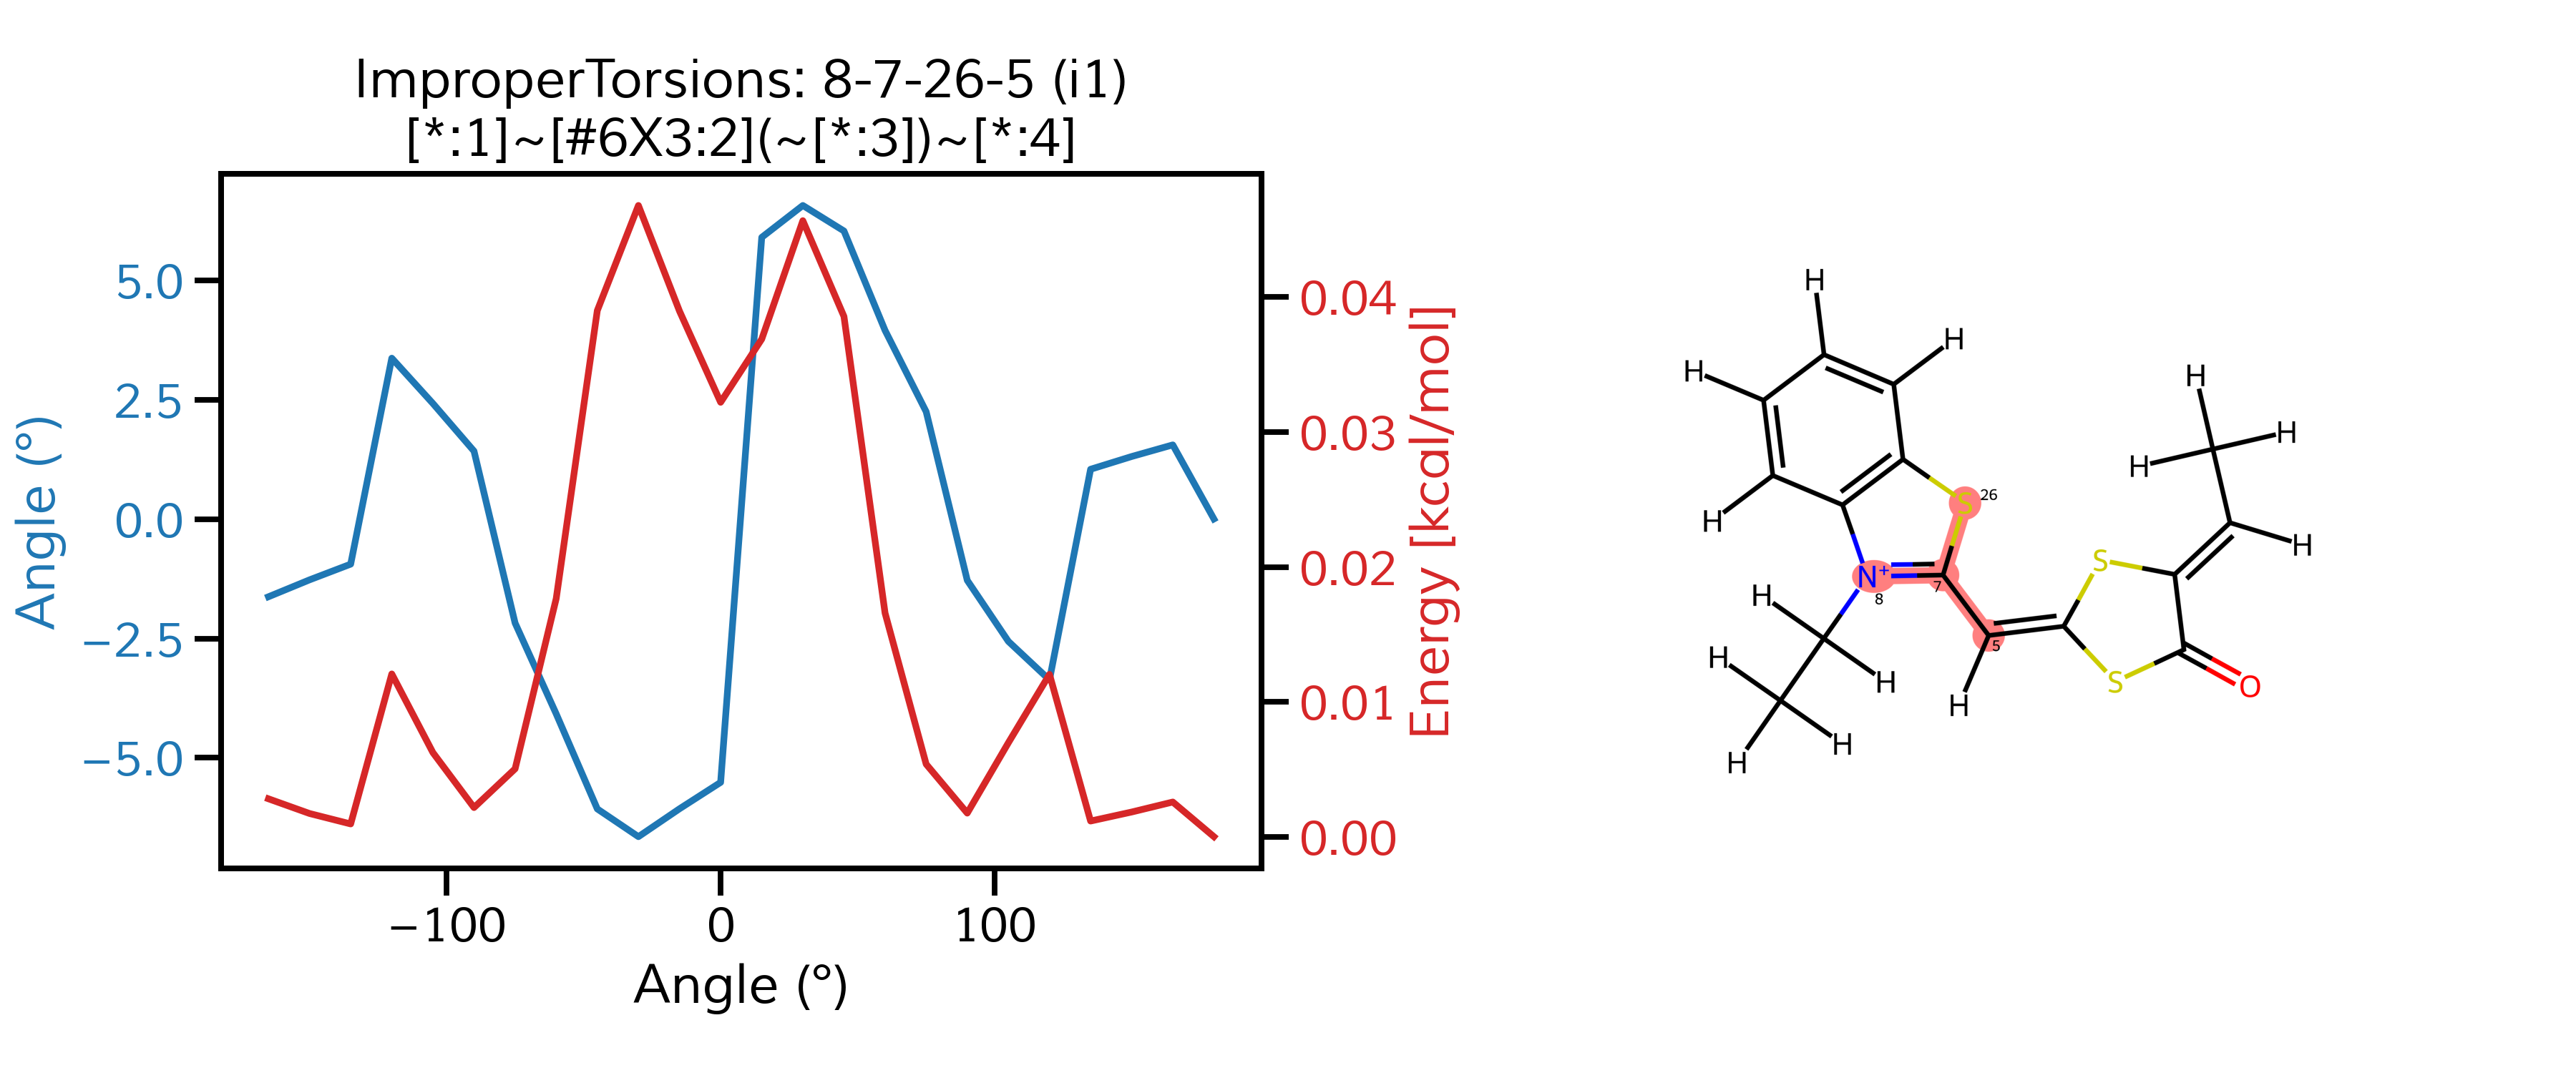 ImproperTorsions: 8-7-26-5 (i1)
[*:1]~[#6X3:2](~[*:3])~[*:4]
Angle (°)
5.0
2.5
0.0
−2.5
−5.0
−100
0
100
Angle (°)
0.04
0.03
0.02
0.01
0.00
Energy [kcal/mol]
H
H
H
H
H
H
H
S 26
H
H
S
N+
8
7
H
H
5
S
O
H
H
H
H